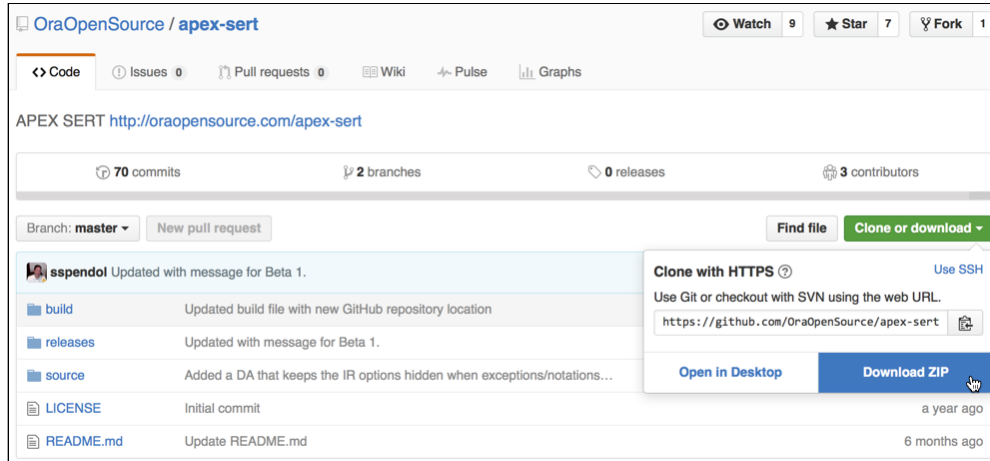 OraOpenSource / apex-sert
Watch 9 Star 7 Fork 1
Code Issues 0 Pull requests 0 Wiki Pulse Graphs
APEX SERT http://oraopensource.com/apex-sert
70 commits 2 branches 0 releases 3 contributors
Branch: master New pull request Find file Clone or download
sspendol Updated with message for Beta 1.
build Updated build file with new GitHub repository location
releases Updated with message for Beta 1.
source Added a DA that keeps the IR options hidden when exceptions/notations…
LICENSE Initial commit a year ago
README.md Update README.md 6 months ago
Clone with HTTPS ? Use SSH
Use Git or checkout with SVN using the web URL.
https://github.com/OraOpenSource/apex-sert
Open in Desktop Download ZIP